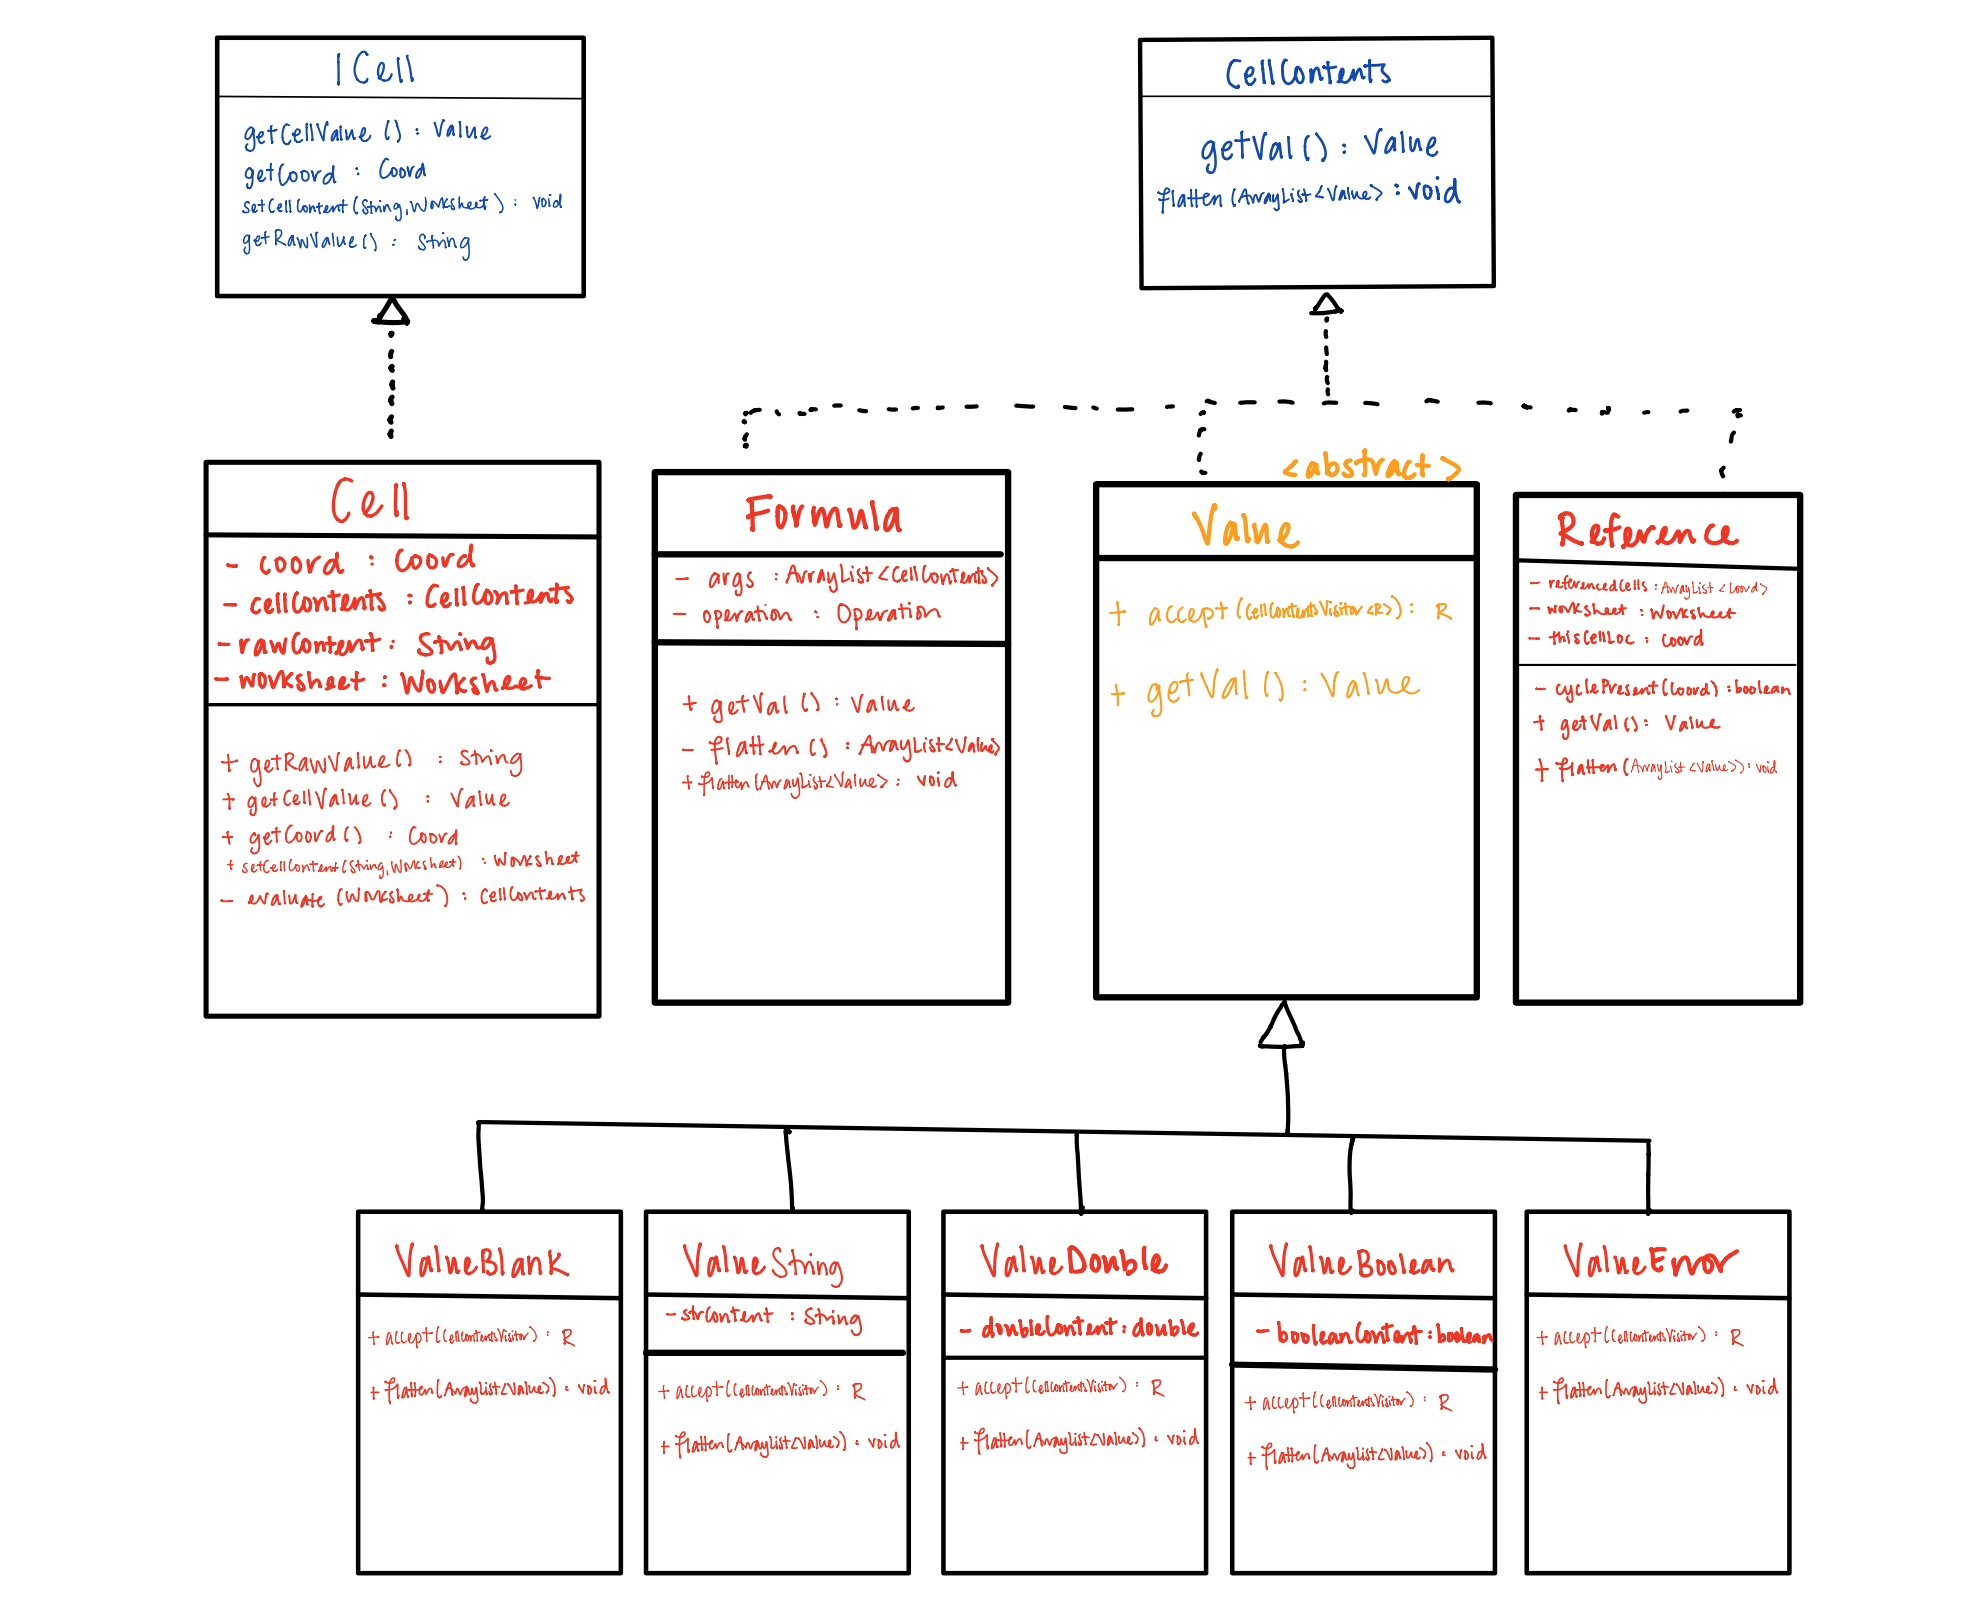 ICell
getCellValue () : Value
getCoord : Coord
setCellContent (String, Worksheet) : void
getRawValue () : String
CellContents
getVal () : Value
flatten (ArrayList<Value> : void
Cell
- coord : Coord
- cellContents : CellContents
- rawContent : String
- worksheet : Worksheet
+ getRawValue () : String
+ getCellValue () : Value
+ getCoord () : Coord
+ setCellContent (String, Worksheet) : Worksheet
- evaluate (Worksheet) : CellContents
Formula
- args : ArrayList<CellContents>
- operation : Operation
+ getVal () : Value
- flatten () : ArrayList<Value>
+ flatten (ArrayList<Value> : void
<abstract>
Value
+ accept (CellContentsVisitor<R>) : R
+ getVal () : Value
Reference
- referencedCells : ArrayList<Coord>
- worksheet : Worksheet
- thisCellLoc : Coord
- cyclePresent (Coord) : boolean
+ getVal () : Value
+ flatten (ArrayList<Value>) : void
ValueBlank
+ accept (CellContentsVisitor) : R
+ flatten (ArrayList<Value>) : void
ValueString
- strContent : String
+ accept (CellContentsVisitor) : R
+ flatten (ArrayList<Value>) : void
ValueDouble
- doubleContent : double
+ accept (CellContentsVisitor) : R
+ flatten (ArrayList<Value>) : void
ValueBoolean
- booleanContent : boolean
+ accept (CellContentsVisitor) : R
+ flatten (ArrayList<Value>) : void
ValueError
+ accept (CellContentsVisitor) : R
+ flatten (ArrayList<Value>) : void